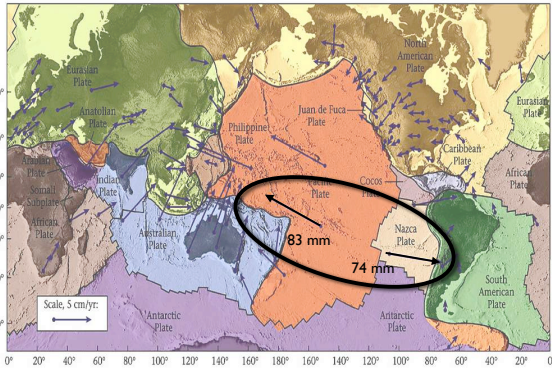 North
American
Plate
Eurasian
Plate
Eurasian
Plate
Juan de Fuca
Plate
Anatolian
Plate
Philippine
Plate
Caribbean
Plate
Arabian
Plate
Indian
Plate
Cocos
Plate
African
Plate
Somali
Subplate
Pacific
Plate
African
Plate
Nazca
Plate
Australian
Plate
83 mm
74 mm
South
American
Plate
Scale, 5 cm/yr:
Antarctic
Plate
Antarctic
Plate
0° 20° 40° 60° 80° 100° 120° 140° 160° 180° 160° 140° 120° 100° 80° 60° 40° 20° 0